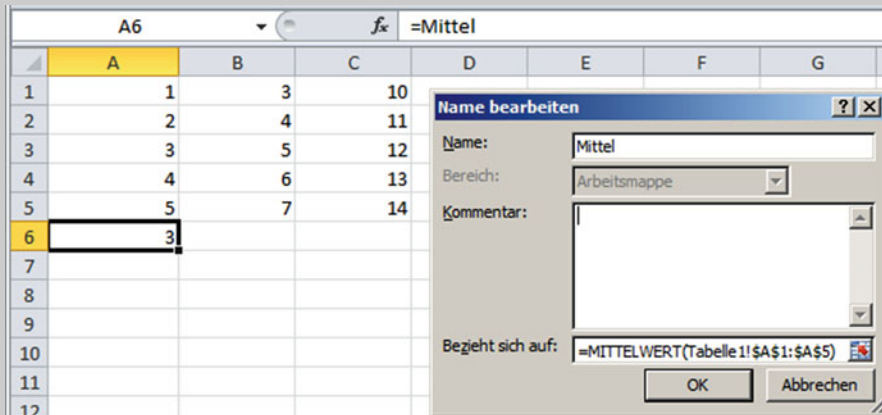 A6 fx =Mittel
A B C D E F G
1 1 3 10
2 2 4 11
3 3 5 12
4 4 6 13
5 5 7 14
6 3
7
8
9
10
11
12
Name bearbeiten ? X
Name: Mittel
Bereich: Arbeitsmappe
Kommentar:
Bezieht sich auf: =MITTELWERT(Tabelle1!$A$1:$A$5)
OK Abbrechen